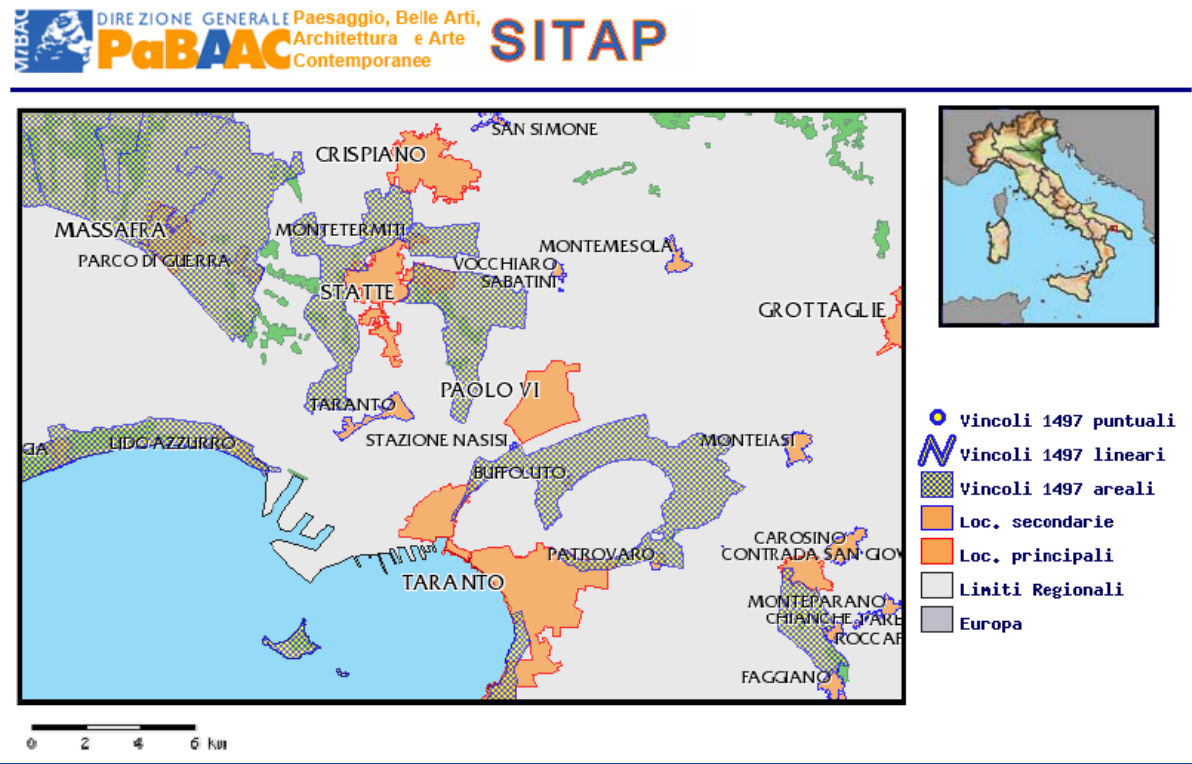 MiBAC
DIREZIONE GENERALE
PaBAAC
Paesaggio, Belle Arti,
Architettura e Arte
Contemporanee
SITAP
SAN SIMONE
CRISPIANO
MASSAFRA
MONTETERMITI
PARCO DI GUERRA
MONTEMESOLA
VOCCHIARO
SABATINI
STATTE
GROTTAGLIE
PAOLO VI
TARANTO
STAZIONE NASISI
MONTEIASI
LIDO AZZURRO
BUFFOLUTO
CAROSINO
PATROVARO
CONTRADA SAN GIOV
TARANTO
MONTEPARANO
CHIANCHE
PARE
ROCCAF
FAGGIANO
Vincoli 1497 puntuali
Vincoli 1497 lineari
Vincoli 1497 areali
Loc. secondarie
Loc. principali
Limiti Regionali
Europa
0 2 4 6 km